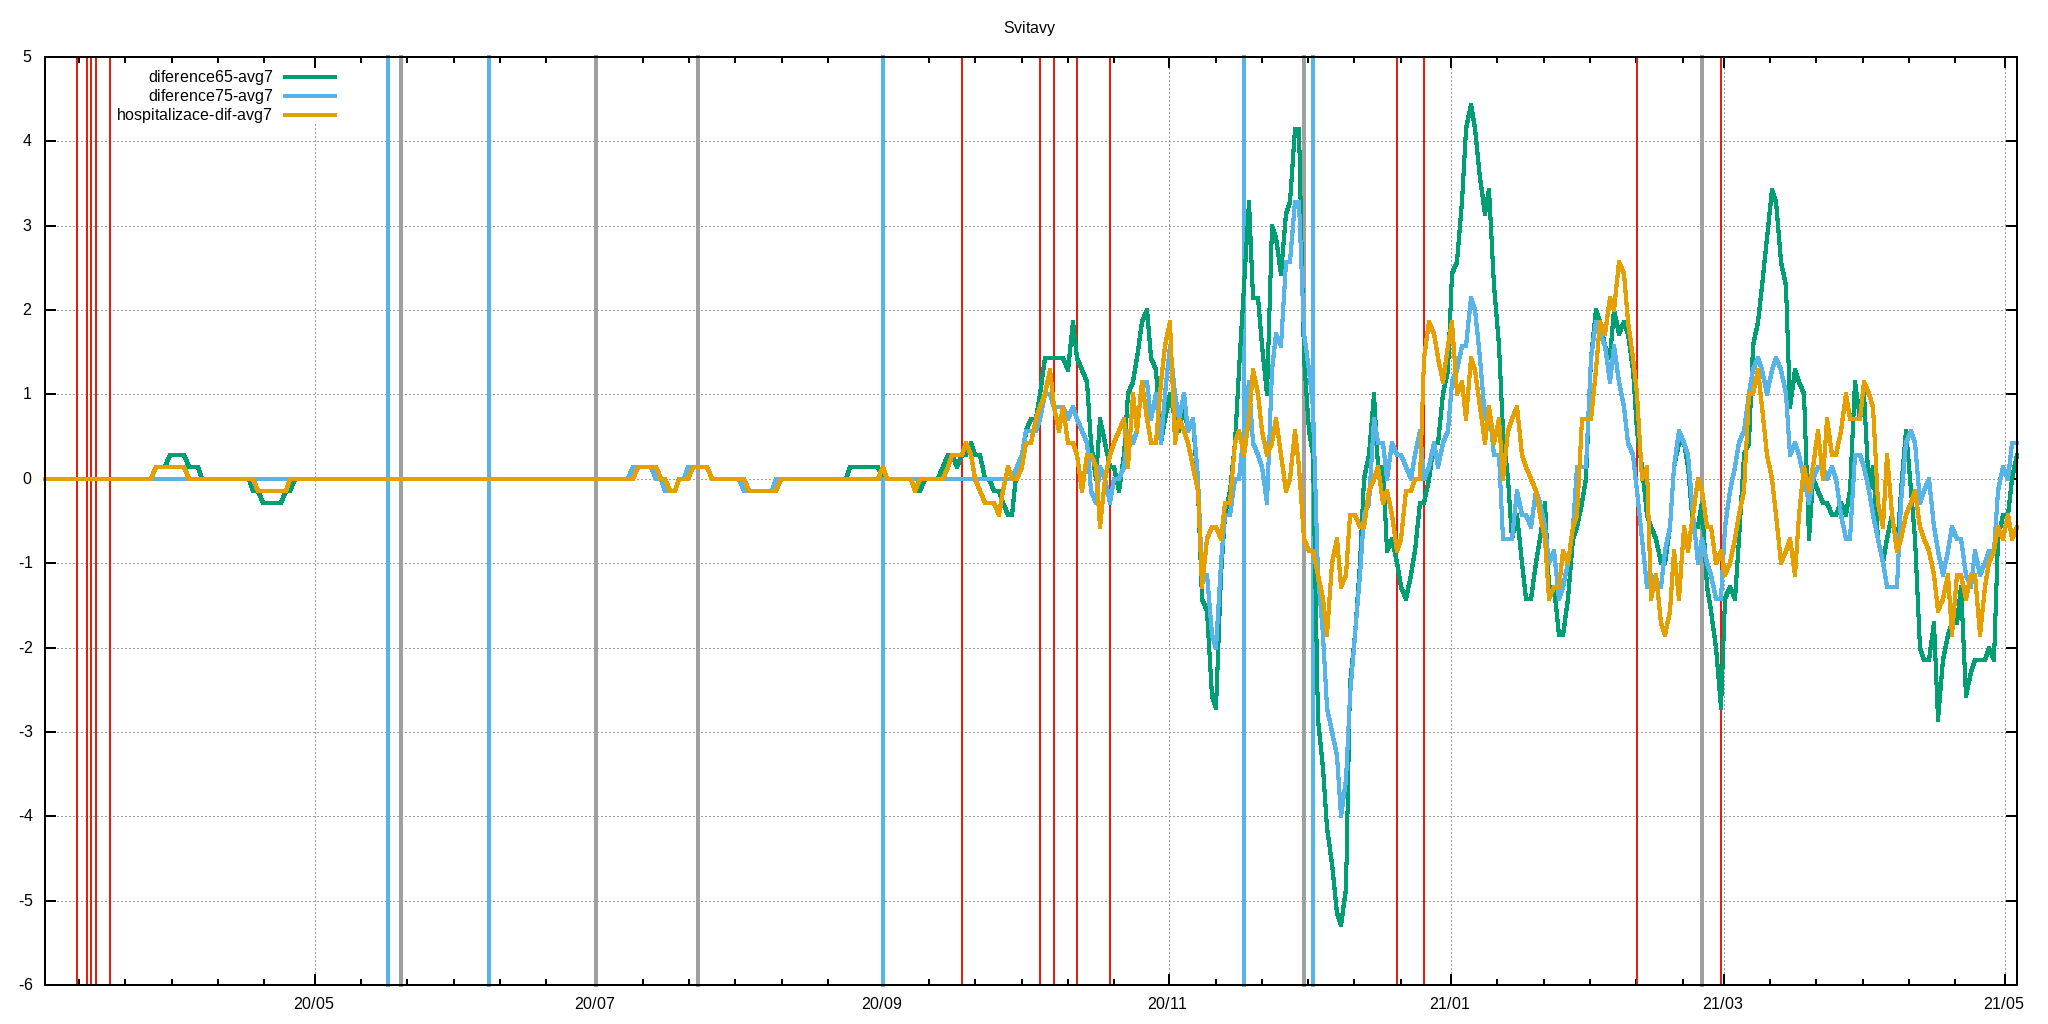 Svitavy
diference65-avg7
diference75-avg7
hospitalizace-dif-avg7
5
4
3
2
1
0
-1
-2
-3
-4
-5
-6
20/05 20/07 20/09 20/11 21/01 21/03 21/05